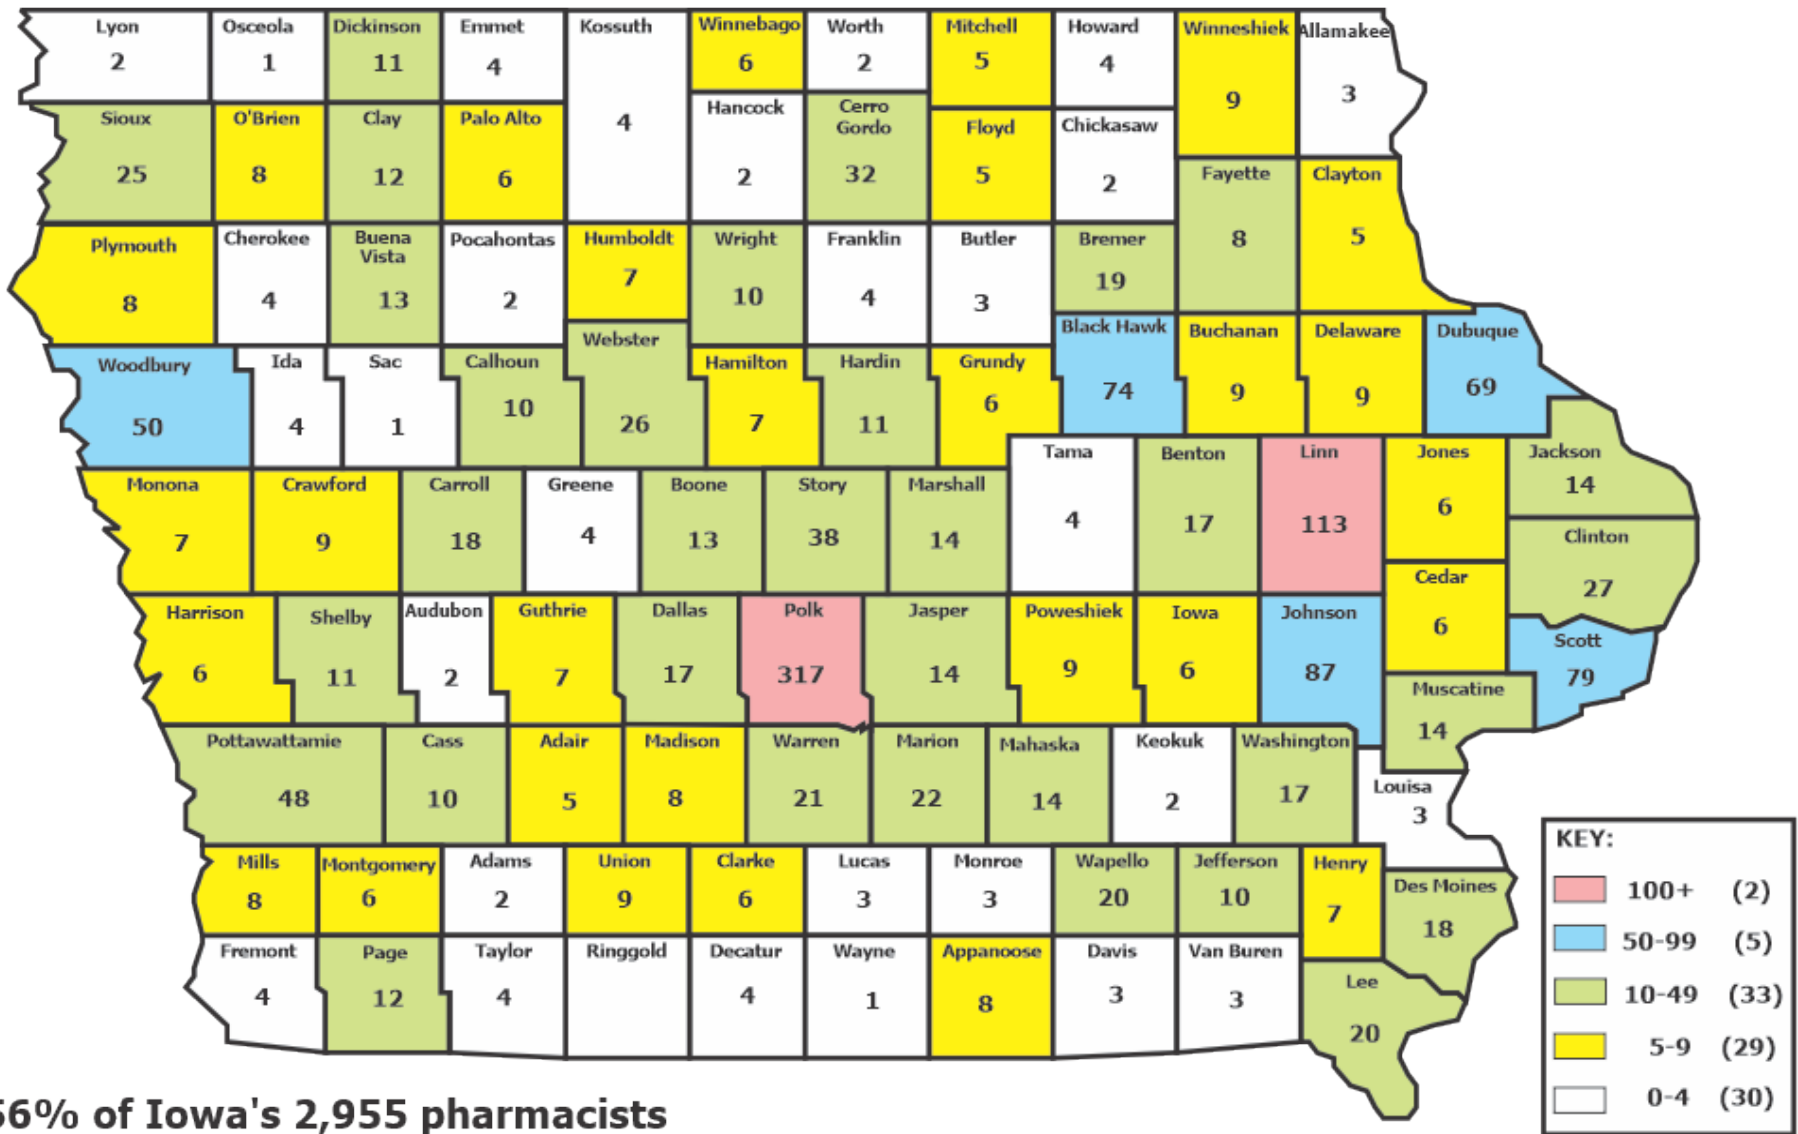 Lyon Osceola Dickinson Emmet Kossuth Winnebago Worth Mitchell Howard Winneshiek Allamakee
2 1 11 4 4 6 2 5 4 9 3
Sioux O'Brien Clay Palo Alto Hancock Cerro Gordo Floyd Chickasaw Fayette Clayton
25 8 12 6 2 32 5 2 8 5
Plymouth Cherokee Buena Vista Pocahontas Humboldt Wright Franklin Butler Bremer
8 4 13 2 7 10 4 3 19
Woodbury Ida Sac Calhoun Webster Hamilton Hardin Grundy Black Hawk Buchanan Delaware Dubuque
50 4 1 10 26 7 11 6 74 9 9 69
Monona Crawford Carroll Greene Boone Story Marshall Tama Benton Linn Jones Jackson
7 9 18 4 13 38 14 4 17 113 6 14
Clinton
27
Harrison Shelby Audubon Guthrie Dallas Polk Jasper Poweshiek Iowa Johnson Cedar Scott
6 11 2 7 17 317 14 9 6 87 6 79
Muscatine
14
Pottawattamie Cass Adair Madison Warren Marion Mahaska Keokuk Washington Louisa
48 10 5 8 21 22 14 2 17 3
Mills Montgomery Adams Union Clarke Lucas Monroe Wapello Jefferson Henry Des Moines
8 6 2 9 6 3 3 20 10 7 18
Fremont Page Taylor Ringgold Decatur Wayne Appanoose Davis Van Buren Lee
4 12 4 4 1 8 3 3 20
KEY:
100+ (2)
50-99 (5)
10-49 (33)
5-9 (29)
0-4 (30)
56% of Iowa's 2,955 pharmacists